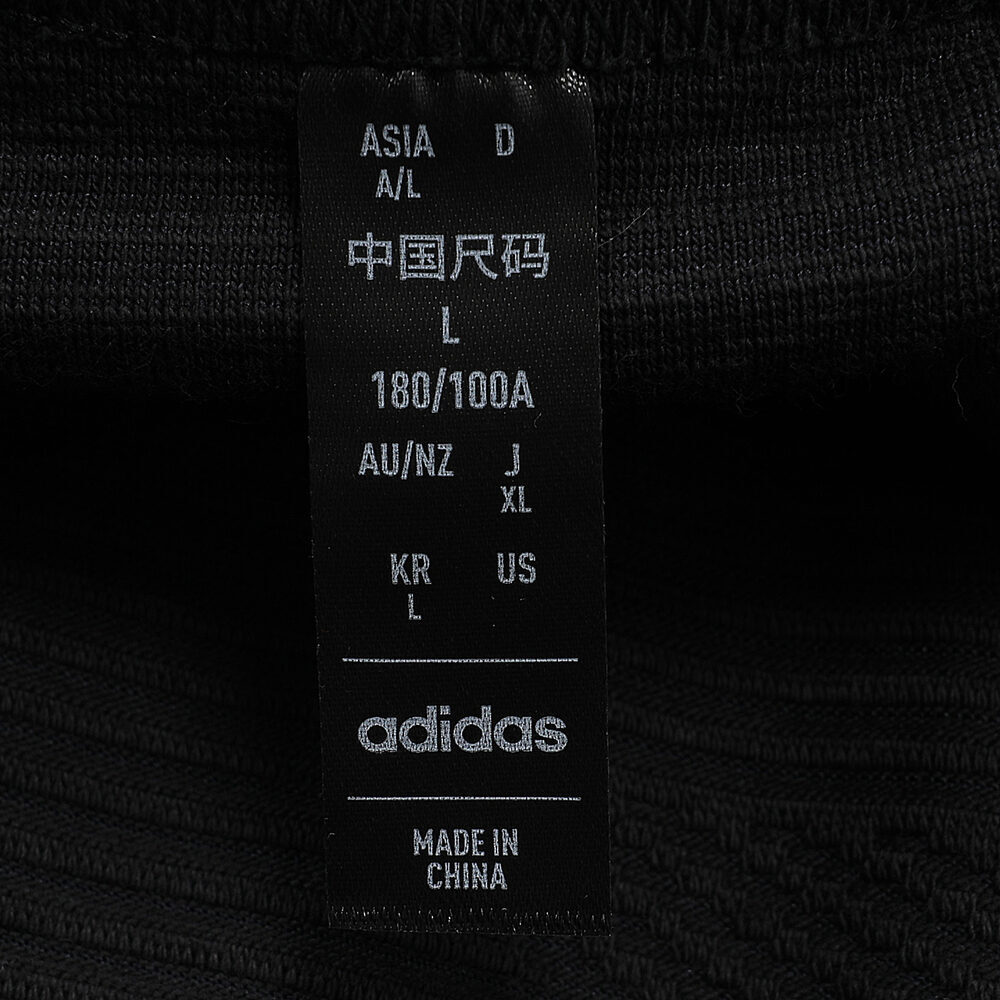 ASIA D
A/L
中国尺码
L
180/100A
AU/NZ J
XL
KR US
L
adidas
MADE IN
CHINA